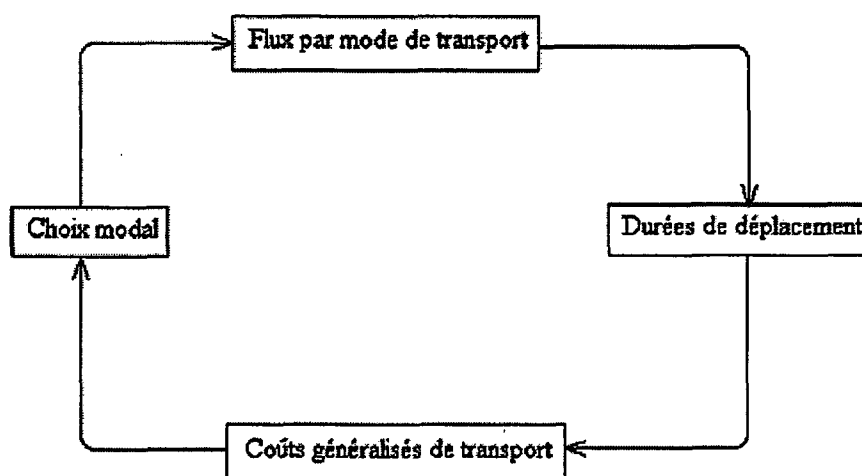 Flux par mode de transport
Choix modal
Durées de déplacement
Coûts généralisés de transport